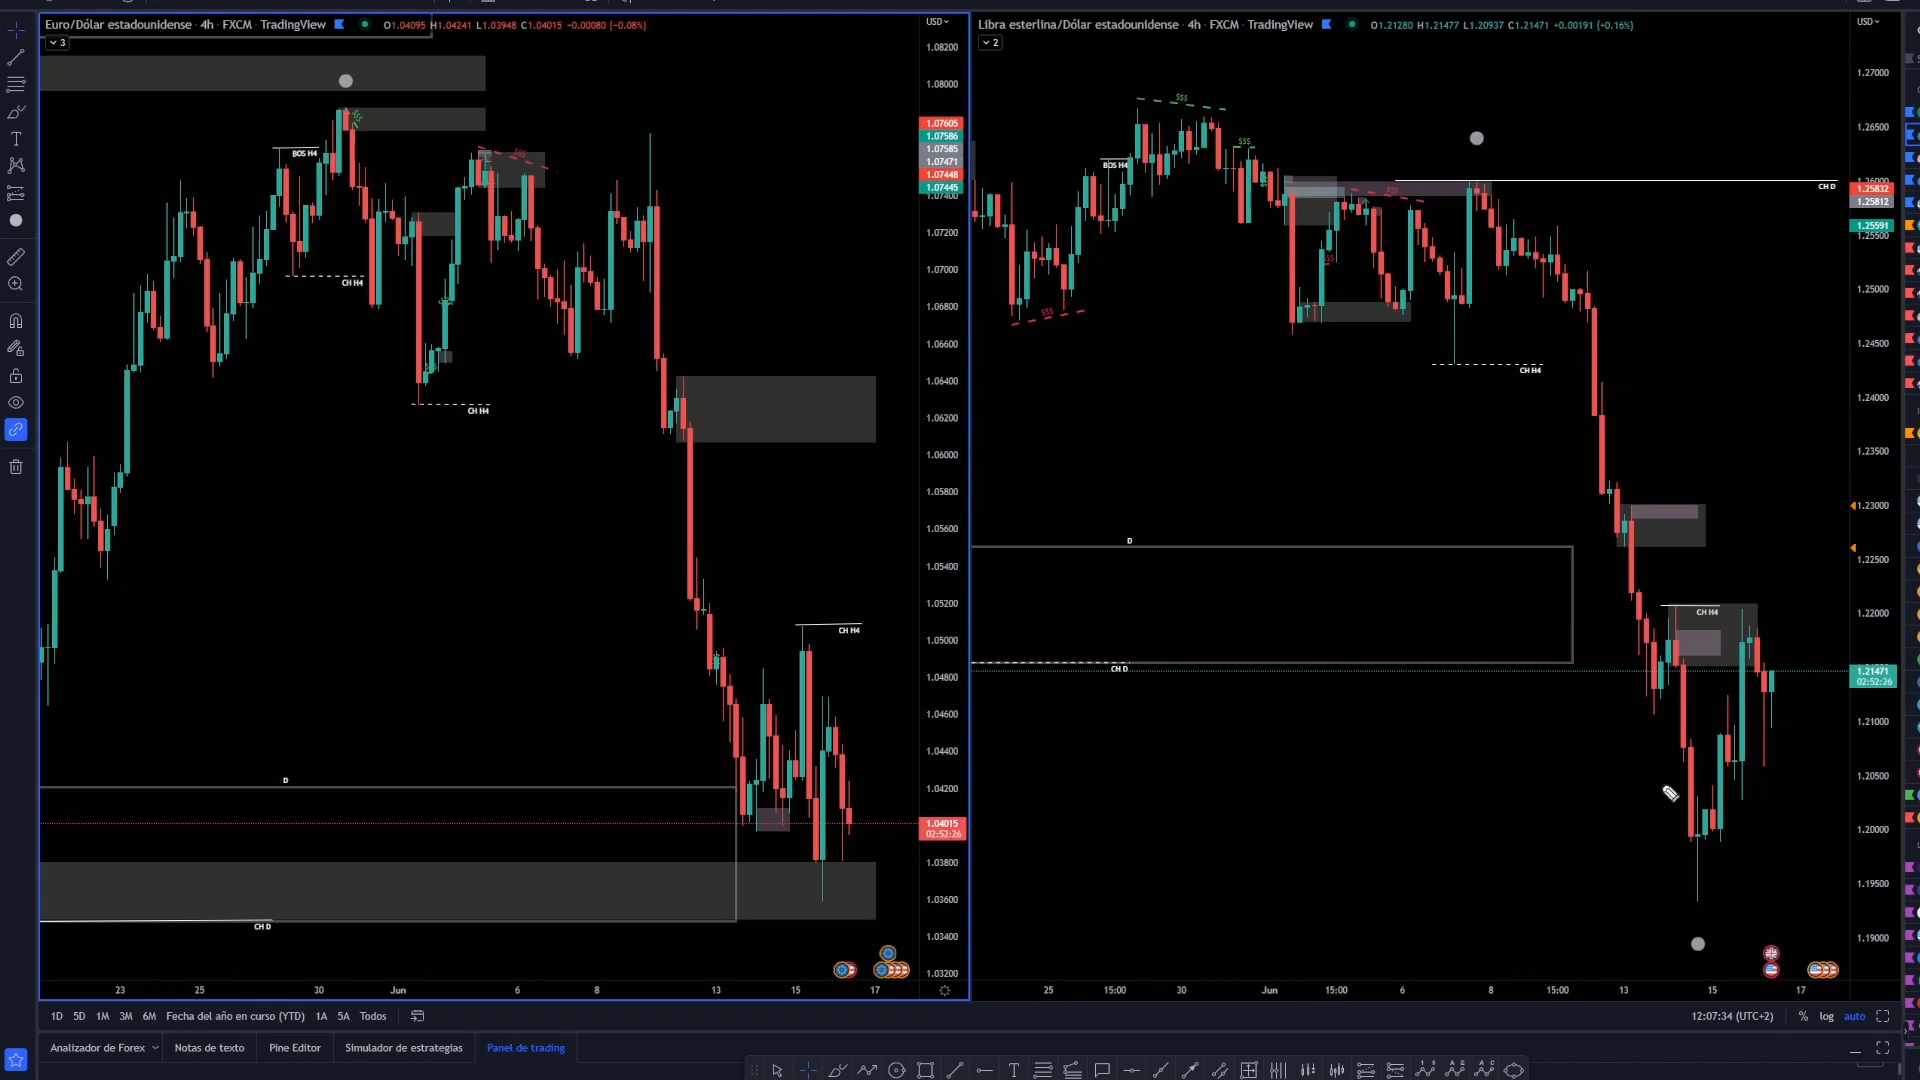 Euro/Dólar estadounidense · 4h · FXCM · TradingView O1.04095 H1.04241 L1.03948 C1.04015 -0.00080 (-0.08%)
USD
3
1.08200
1.08000
1.07605
1.07586
1.07585
1.07471
1.07448
1.07445
1.07400
1.07200
1.07000
1.06800
1.06600
1.06400
1.06200
1.06000
1.05800
1.05600
1.05400
1.05200
1.05000
1.04800
1.04600
1.04400
1.04200
1.04015
02:52:26
1.03800
1.03600
1.03400
1.03200
BOS H4
CH H4
$$$
CH H4
CH H4
D
CH D
23 25 30 Jun 6 8 13 15 17
Libra esterlina/Dólar estadounidense · 4h · FXCM · TradingView O1.21280 H1.21477 L1.20937 C1.21471 +0.00191 (+0.16%)
USD
2
1.27000
1.26500
1.26000
1.25832
1.25812
1.25591
1.25500
1.25000
1.24500
1.24000
1.23500
1.23000
1.22500
1.22000
1.21471
02:52:26
1.21000
1.20500
1.20000
1.19500
1.19000
$$$
$$$
BOS H4
$$$
CH D
$$$
$$$
CH H4
D
CH H4
CH D
25 15:00 30 Jun 15:00 6 8 15:00 13 15 17
1D 5D 1M 3M 6M Fecha del año en curso (YTD) 1A 5A Todos
12:07:34 (UTC+2) % log auto
Analizador de Forex Notas de texto Pine Editor Simulador de estrategias Panel de trading